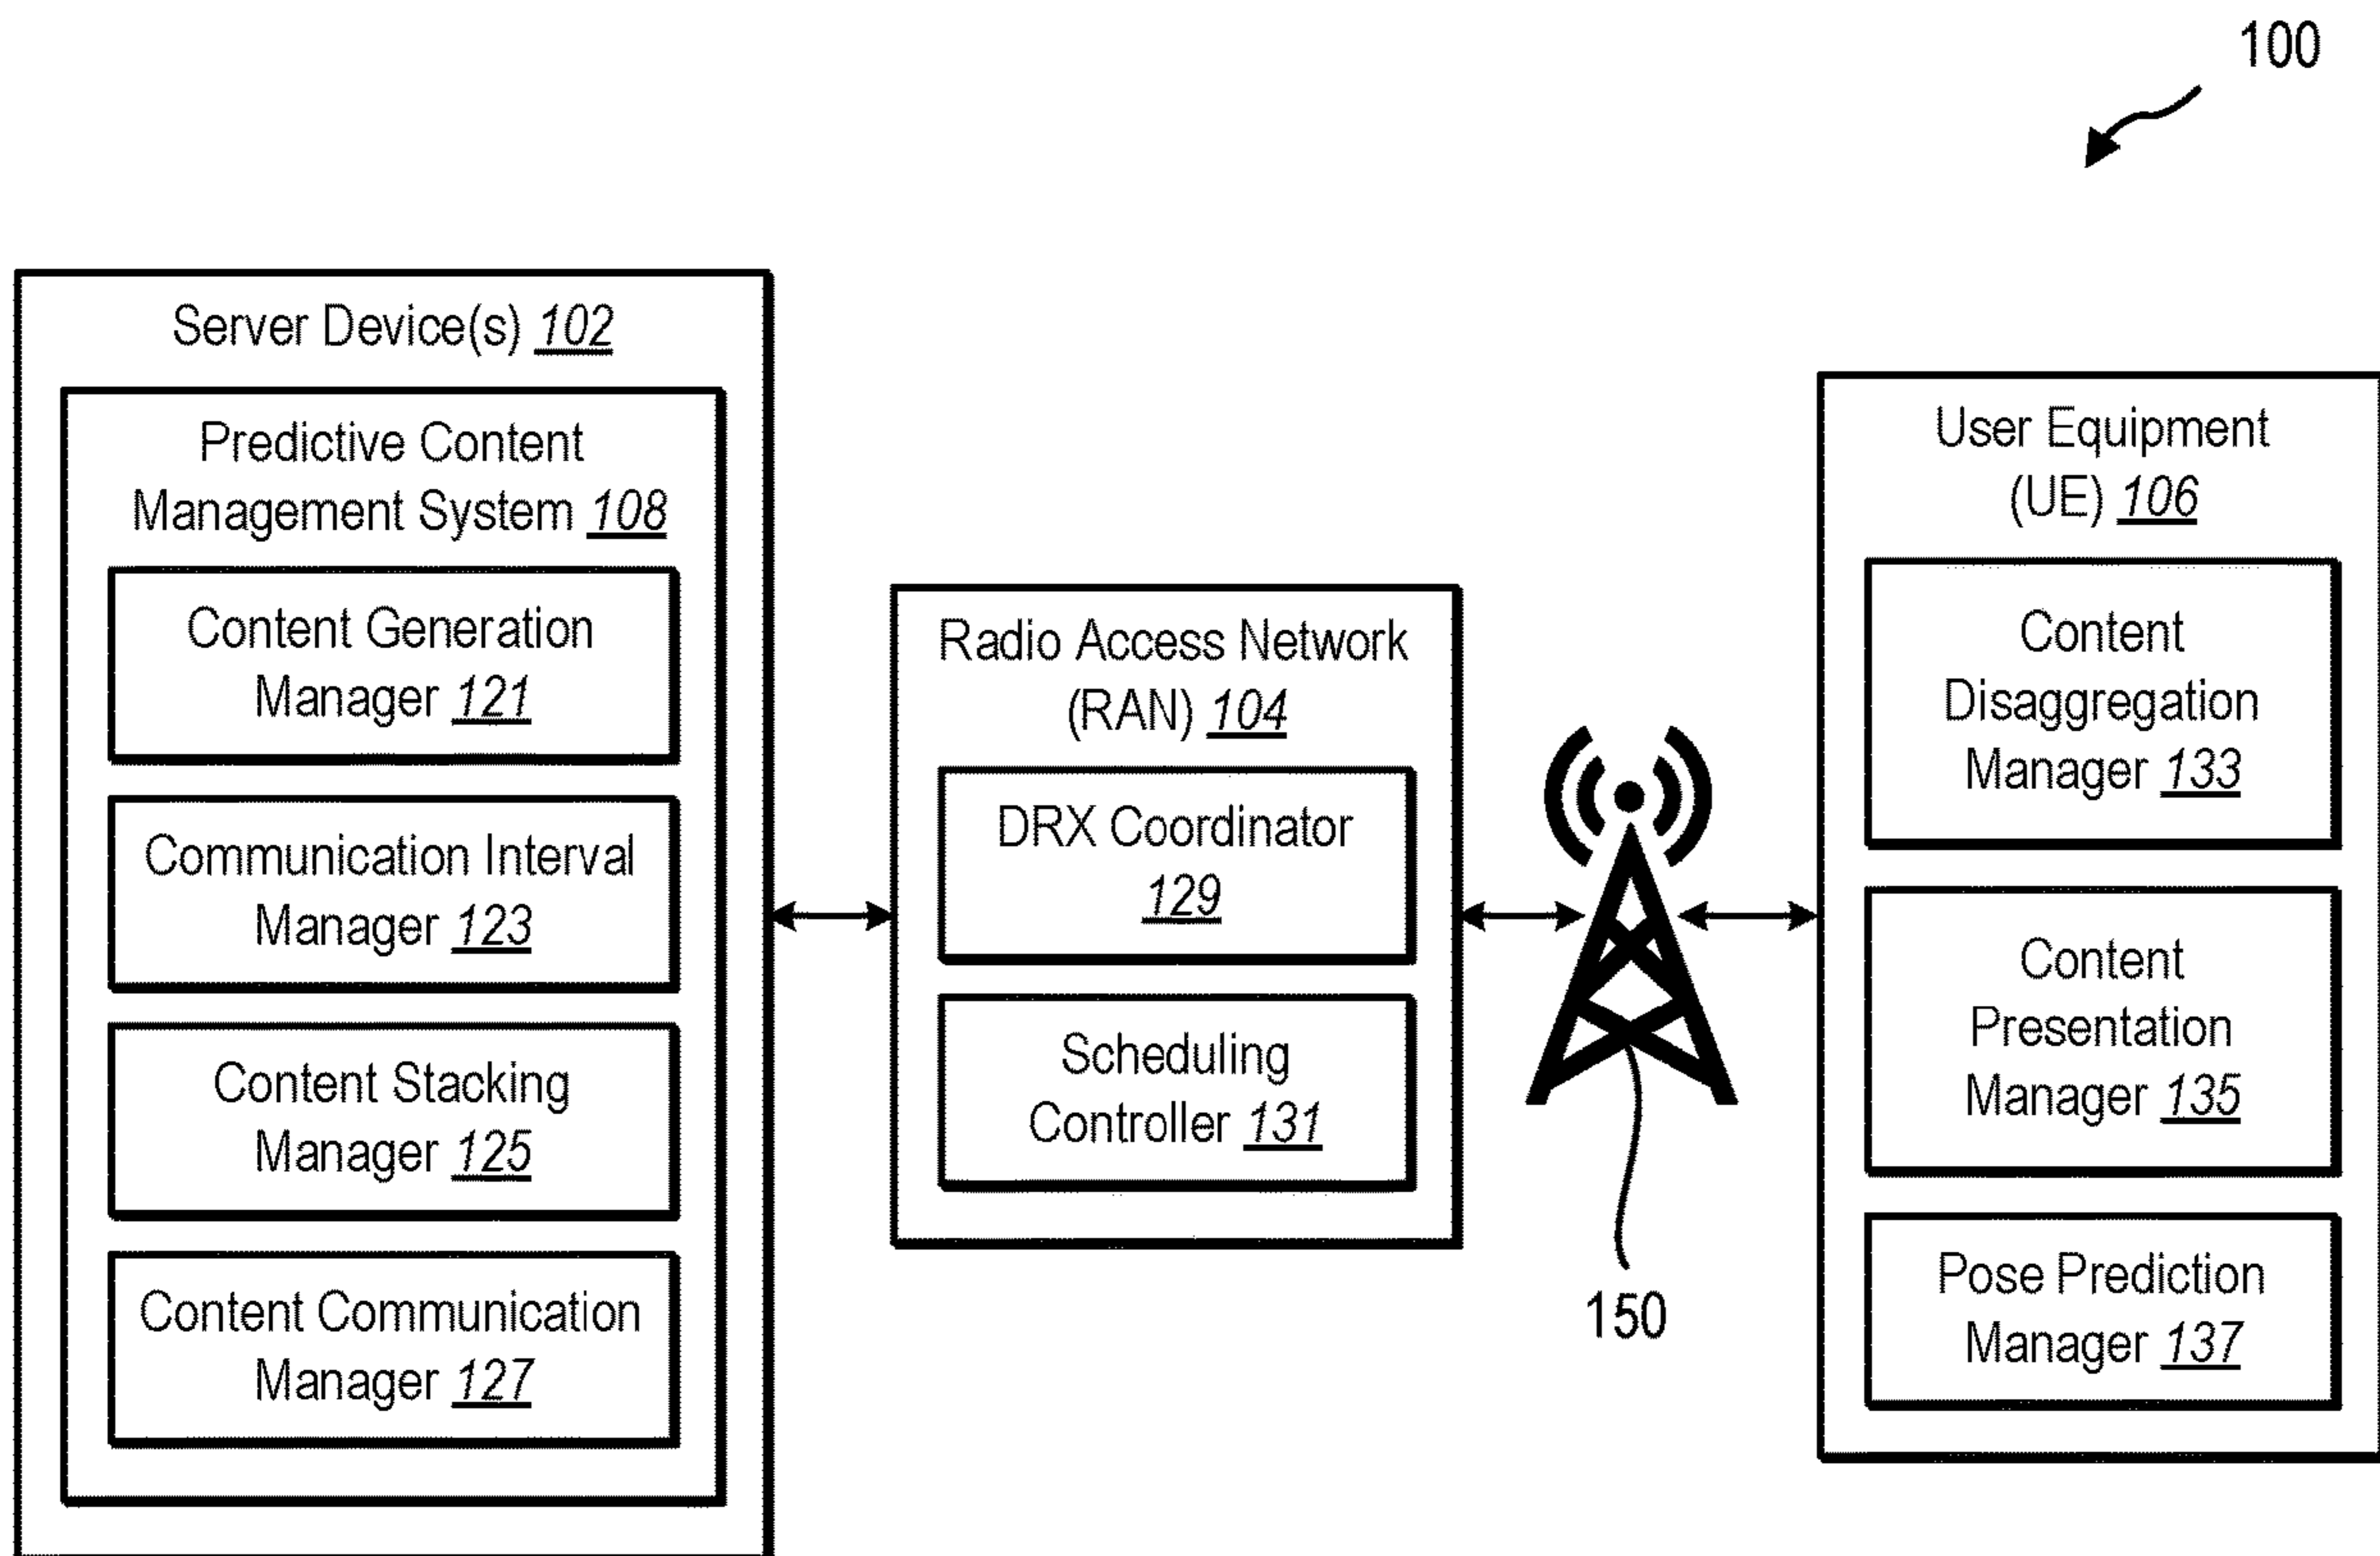 100
Server Device(s) 102
Predictive Content
Management System 108
Content Generation
Manager 121
Communication Interval
Manager 123
Content Stacking
Manager 125
Content Communication
Manager 127
Radio Access Network
(RAN) 104
DRX Coordinator
129
Scheduling
Controller 131
150
User Equipment
(UE) 106
Content
Disaggregation
Manager 133
Content
Presentation
Manager 135
Pose Prediction
Manager 137